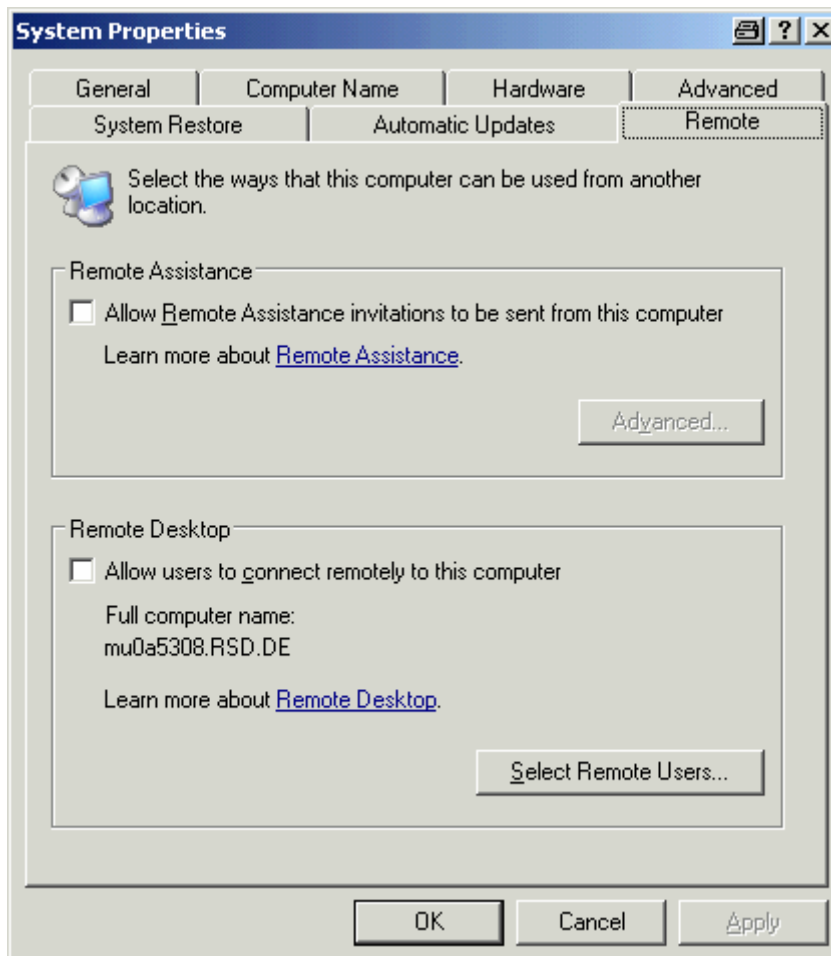 System Properties
General
Computer Name
Hardware
Advanced
System Restore
Automatic Updates
Remote
Select the ways that this computer can be used from another
location.
Remote Assistance
Allow Remote Assistance invitations to be sent from this computer
Learn more about Remote Assistance.
Advanced...
Remote Desktop
Allow users to connect remotely to this computer
Full computer name:
mu0a5308.RSD.DE
Learn more about Remote Desktop.
Select Remote Users...
OK
Cancel
Apply